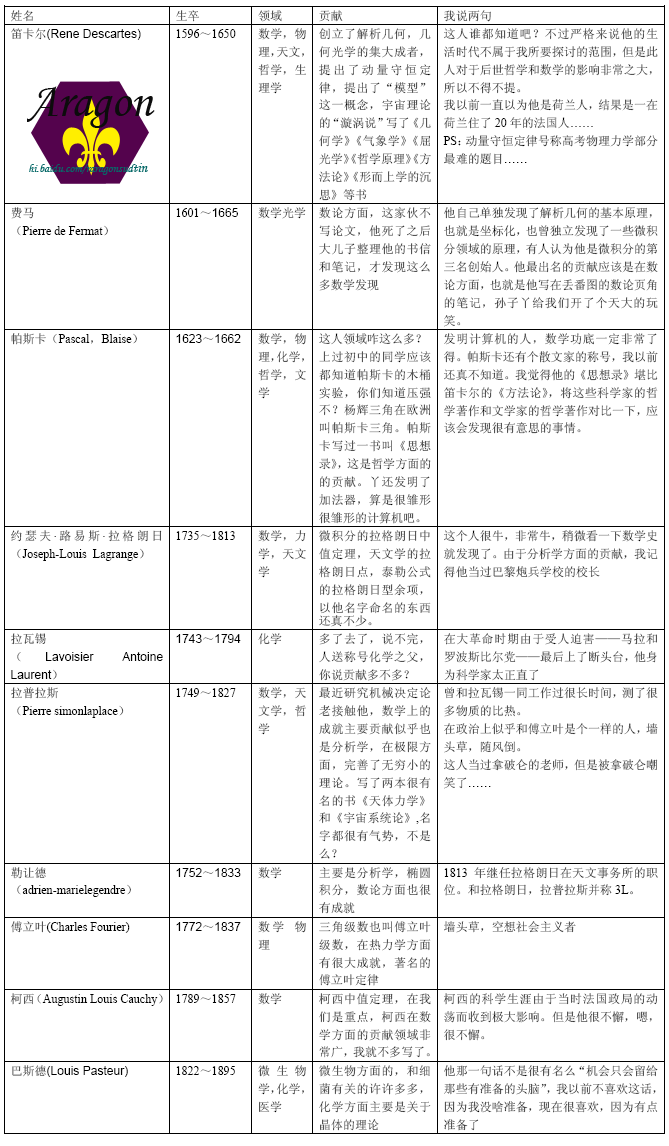 姓名
生卒
领域
贡献
我说两句
笛卡尔(Rene Descartes)
Aragon
1596～1650
数学，物
理，天文，
哲学，生
理学
创立了解析几何，几
何光学的集大成者，
提出了动量守恒定
律，提出了“模型”
这一概念，宇宙理论
的“漩涡说”写了《几
何学》《气象学》《屈
光学》《哲学原理》《方
法论》《形而上学的沉
思》等书
这人谁都知道吧？不过严格来说他的生
活时代不属于我所要探讨的范围，但是此
人对于后世哲学和数学的影响非常之大，
所以不得不提。
我以前一直以为他是荷兰人，结果是一在
荷兰住了 20 年的法国人……
PS：动量守恒定律号称高考物理力学部分
最难的题目……
费马
（Pierre de Fermat）
1601～1665
数学光学
数论方面，这家伙不
写论文，他死了之后
大儿子整理他的书信
和笔记，才发现这么
多数学发现
他自己单独发现了解析几何的基本原理，
也就是坐标化，也曾独立发现了一些微积
分领域的原理，有人认为他是微积分的第
三名创始人。他最出名的贡献应该是在数
论方面，也就是他写在丢番图的数论页角
的笔记，孙子丫给我们开了个天大的玩
笑。
帕斯卡（Pascal，Blaise）
1623～1662
数学，物
理，化学，
哲学，文
学
这人领域咋这么多？
上过初中的同学应该
都知道帕斯卡的木桶
实验，你们知道压强
不？杨辉三角在欧洲
叫帕斯卡三角。帕斯
卡写过一书叫《思想
录》，这是哲学方面的
的贡献。丫还发明了
加法器，算是很雏形
很雏形的计算机吧。
发明计算机的人，数学功底一定非常了
得。帕斯卡还有个散文家的称号，我以前
还真不知道。我觉得他的《思想录》堪比
笛卡尔的《方法论》，将这些科学家的哲
学著作和文学家的哲学著作对比一下，应
该会发现很有意思的事情。
约瑟夫·路易斯·拉格朗日
（Joseph-Louis Lagrange）
1735～1813
数学，力
学，天文
学
微积分的拉格朗日中
值定理，天文学的拉
格朗日点，泰勒公式
的拉格朗日型余项，
以他名字命名的东西
还真不少。
这个人很牛，非常牛，稍微看一下数学史
就发现了。由于分析学方面的贡献，我记
得他当过巴黎炮兵学校的校长
拉瓦锡
（ Lavoisier Antoine
Laurent）
1743～1794
化学
多了去了，说不完，
人送称号化学之父，
你说贡献多不多？
在大革命时期由于受人迫害——马拉和
罗波斯比尔党——最后上了断头台，他身
为科学家太正直了
拉普拉斯
（Pierre simonlaplace）
1749～1827
数学，天
文学，哲
学
最近研究机械决定论
老接触他，数学上的
成就主要贡献似乎也
是分析学，在极限方
面，完善了无穷小的
理论。写了两本很有
名的书《天体力学》
和《宇宙系统论》,名
字都很有气势，不是
么？
曾和拉瓦锡一同工作过很长时间，测了很
多物质的比热。
在政治上似乎和傅立叶是个一样的人，墙
头草，随风倒。
这人当过拿破仑的老师，但是被拿破仑嘲
笑了……
勒让德
（adrien-marielegendre）
1752～1833
数学
主要是分析学，椭圆
积分，数论方面也很
有成就
1813 年继任拉格朗日在天文事务所的职
位。和拉格朗日，拉普拉斯并称 3L。
傅立叶(Charles Fourier)
1772～1837
数学 物
理
三角级数也叫傅立叶
级数，在热力学方面
有很大成就，著名的
傅立叶定律
墙头草，空想社会主义者
柯西（Augustin Louis Cauchy）
1789～1857
数学
柯西中值定理，在我
们是重点，柯西在数
学方面的贡献领域非
常广，我就不多写了。
柯西的科学生涯由于当时法国政局的动
荡而收到极大影响。但是他很不懈，嗯，
很不懈。
巴斯德(Louis Pasteur)
1822～1895
微生物
学，化学，
医学
微生物方面的，和细
菌有关的许许多多，
化学方面主要是关于
晶体的理论
他那一句话不是很有名么“机会只会留给
那些有准备的头脑”，我以前不喜欢这话，
因为我没啥准备，现在很喜欢，因为有点
准备了